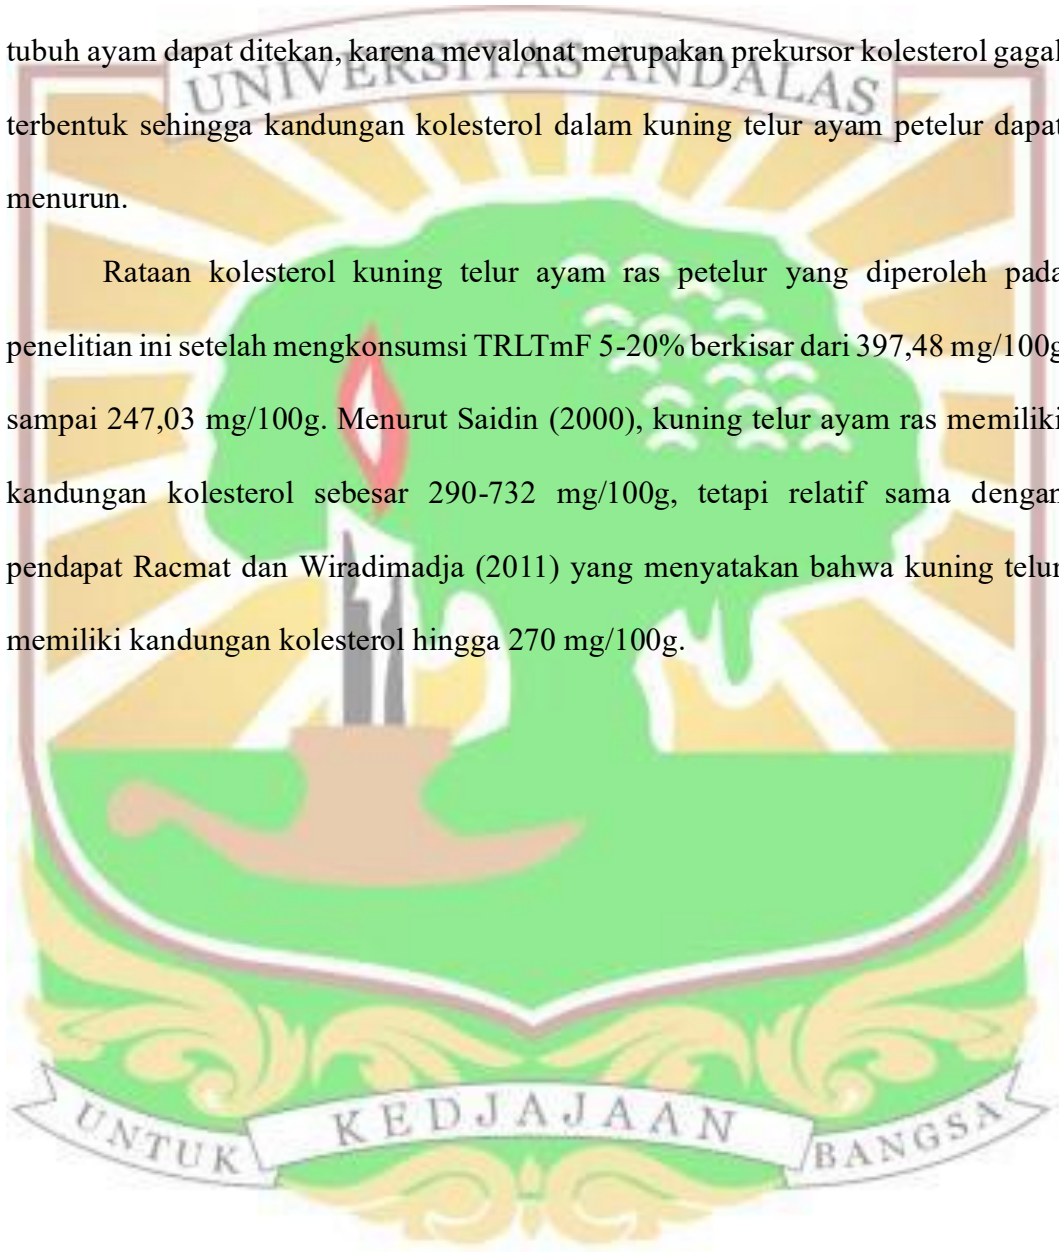 tubuh ayam dapat ditekan, karena mevalonat merupakan prekursor kolesterol gagal
UNIVERSITAS ANDALAS
terbentuk sehingga kandungan kolesterol dalam kuning telur ayam petelur dapat
menurun.
Rataan kolesterol kuning telur ayam ras petelur yang diperoleh pada
penelitian ini setelah mengkonsumsi TRLTmF 5-20% berkisar dari 397,48 mg/100g
sampai 247,03 mg/100g. Menurut Saidin (2000), kuning telur ayam ras memiliki
kandungan kolesterol sebesar 290-732 mg/100g, tetapi relatif sama dengan
pendapat Racmat dan Wiradimadja (2011) yang menyatakan bahwa kuning telur
memiliki kandungan kolesterol hingga 270 mg/100g.
UNTUK KEDJAJAAN BANGSA